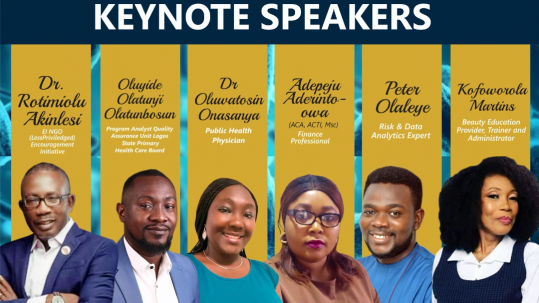 KEYNOTE SPEAKERS
Dr.
Rotimiolu
Akinlesi
EI NGO
(LessPriviledged)
Encouragement
Initiative
Oluyide
Olatunji
Olatunbosun
Program Analyst Quality
Assurance Unit Lagos
State Primary
Health Care Board
Dr
Oluwatosin
Onasanya
Public Health
Physician
Adepeju
Aderinto-
owa
(ACA, ACTI, Msc)
Finance
Professional
Peter
Olaleye
Risk & Data
Analytics Expert
Kofoworola
Martins
Beauty Education
Provider, Trainer and
Administrator